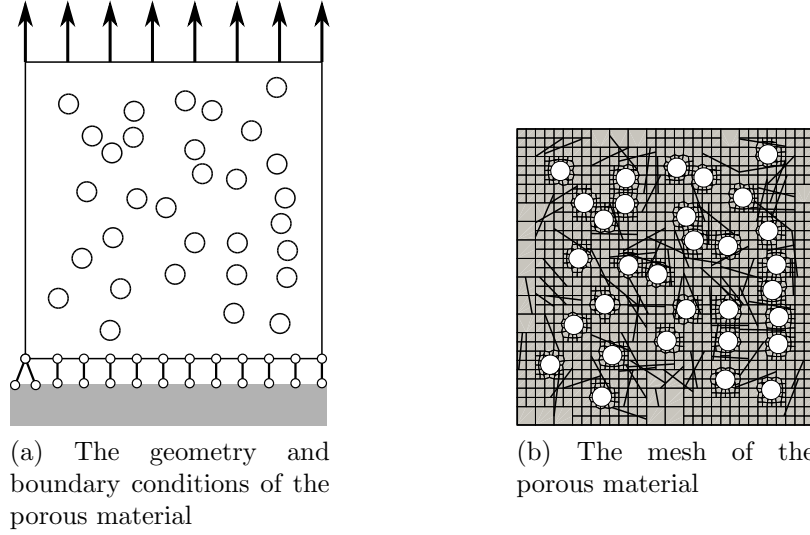 (a) The geometry and
boundary conditions of the
porous material
(b) The mesh of the
porous material